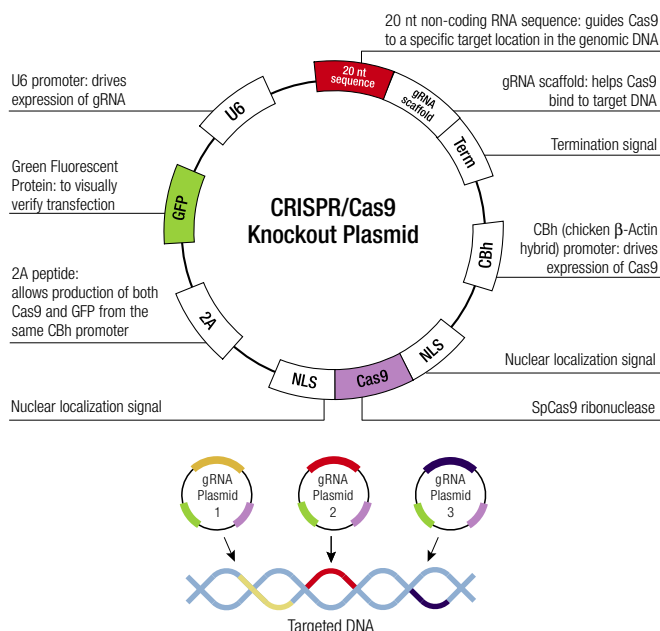 20 nt non-coding RNA sequence: guides Cas9
to a specific target location in the genomic DNA
U6 promoter: drives
expression of gRNA
20 nt
sequence
gRNA
scaffold
gRNA scaffold: helps Cas9
bind to target DNA
U6
Term
Termination signal
Green Fluorescent
Protein: to visually
verify transfection
GFP
CRISPR/Cas9
Knockout Plasmid
CBh
CBh (chicken β-Actin
hybrid) promoter: drives
expression of Cas9
2A peptide:
allows production of both
Cas9 and GFP from the
same CBh promoter
2A
NLS
Cas9
NLS
Nuclear localization signal
Nuclear localization signal
SpCas9 ribonuclease
gRNA
Plasmid
1
gRNA
Plasmid
2
gRNA
Plasmid
3
Targeted DNA